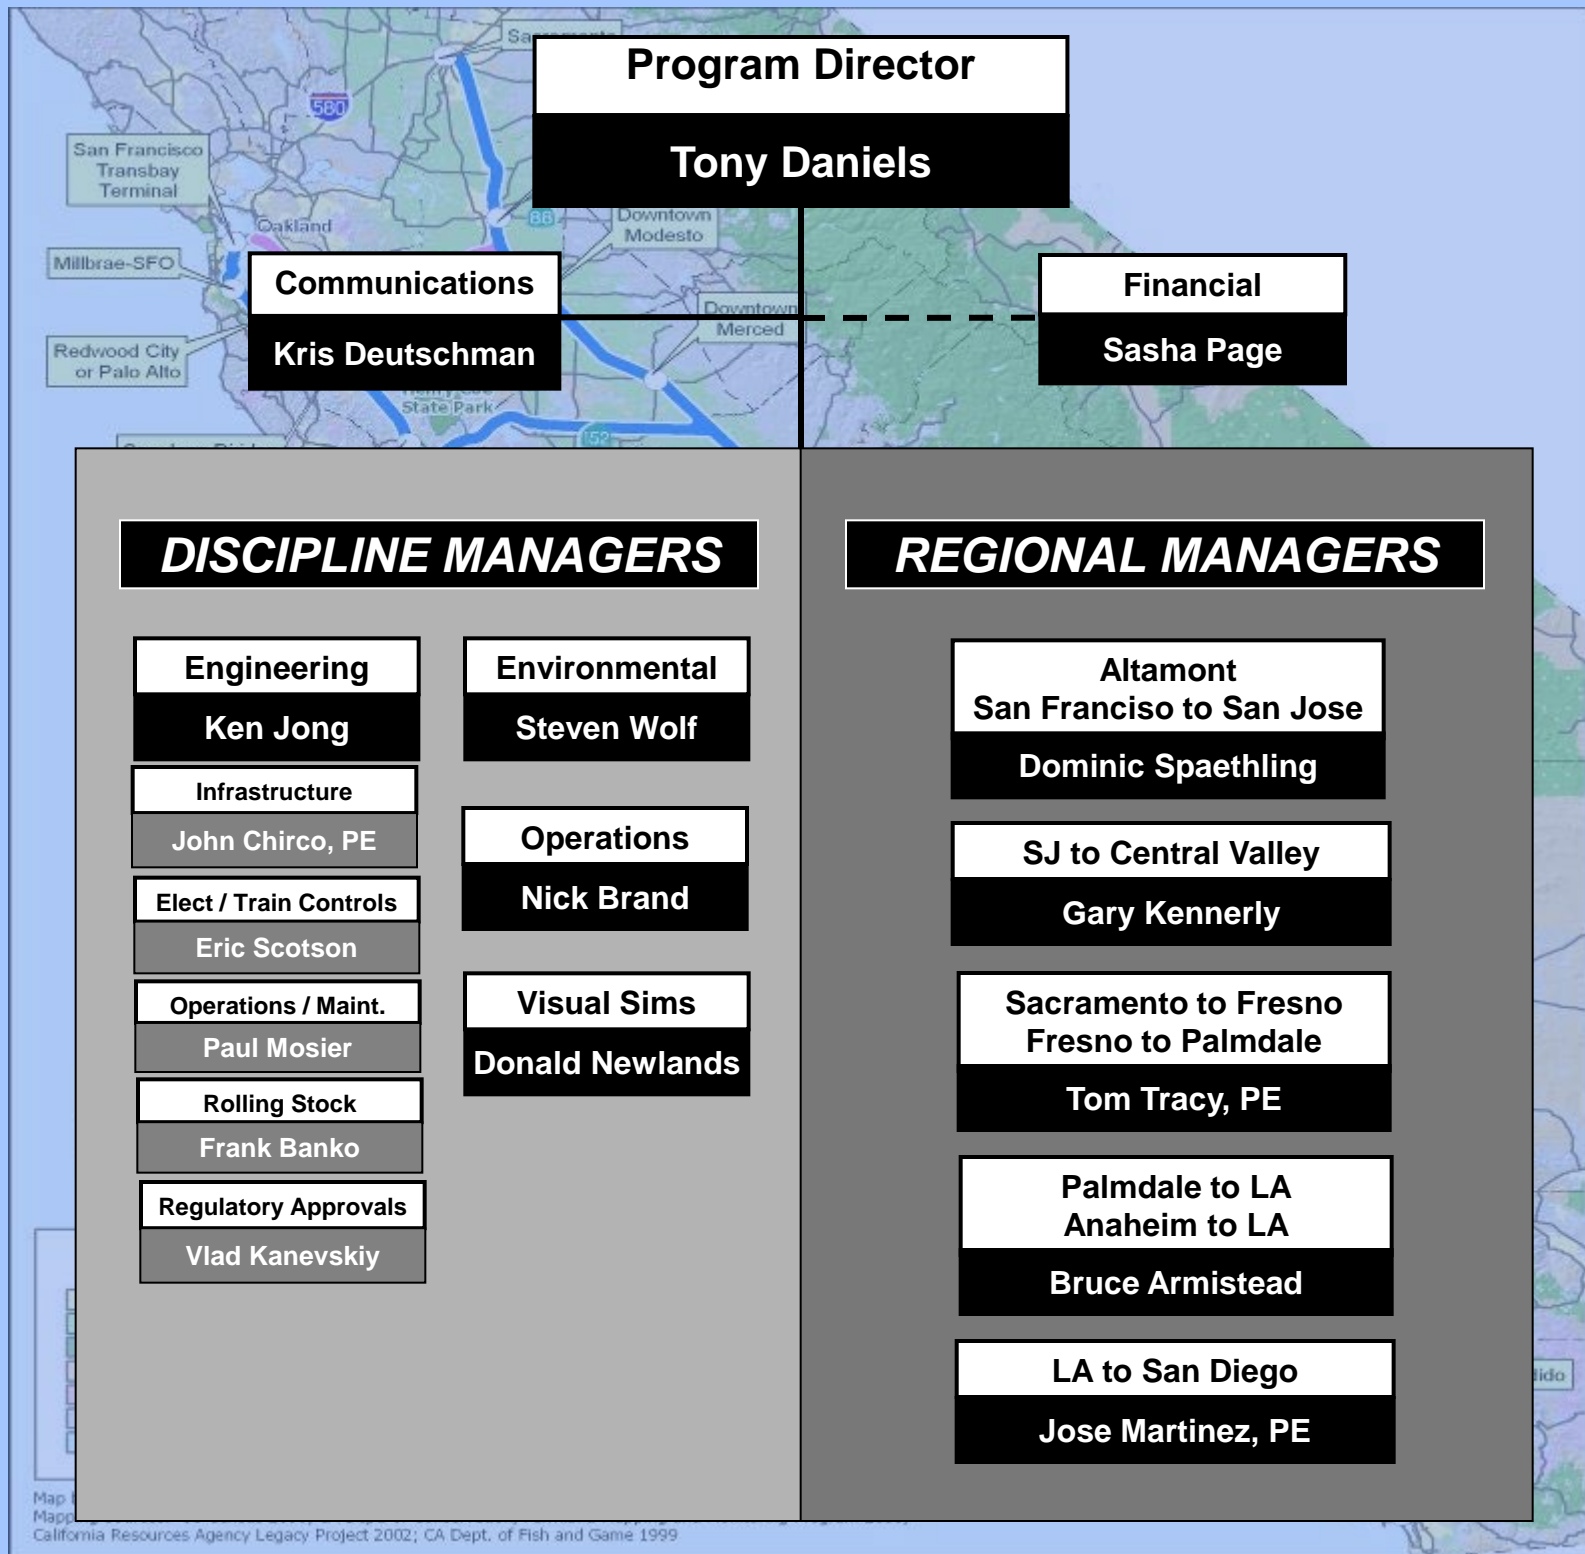 Program Director
Tony Daniels
580
San Francisco
Transbay
Terminal
Oakland
88
Downtown
Modesto
Millbrae-SFO
Communications
Kris Deutschman
Financial
Sasha Page
Downtown
Merced
Redwood City
or Palo Alto
State Park
152
DISCIPLINE MANAGERS
Engineering
Ken Jong
Infrastructure
John Chirco, PE
Elect / Train Controls
Eric Scotson
Operations / Maint.
Paul Mosier
Rolling Stock
Frank Banko
Regulatory Approvals
Vlad Kanevskiy
Environmental
Steven Wolf
Operations
Nick Brand
Visual Sims
Donald Newlands
REGIONAL MANAGERS
Altamont
San Franciso to San Jose
Dominic Spaethling
SJ to Central Valley
Gary Kennerly
Sacramento to Fresno
Fresno to Palmdale
Tom Tracy, PE
Palmdale to LA
Anaheim to LA
Bruce Armistead
LA to San Diego
Jose Martinez, PE
Map
California Resources Agency Legacy Project 2002; CA Dept. of Fish and Game 1999